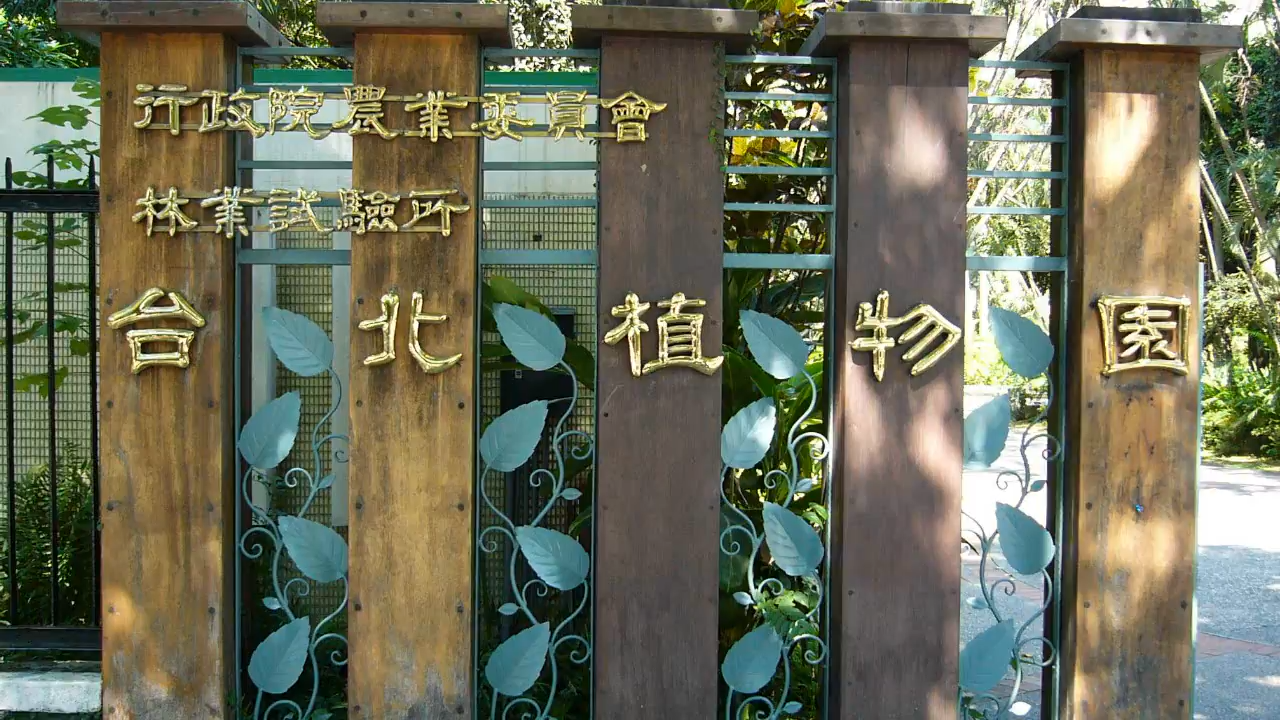 行政院農業委員會
林業試驗所
台北植物園